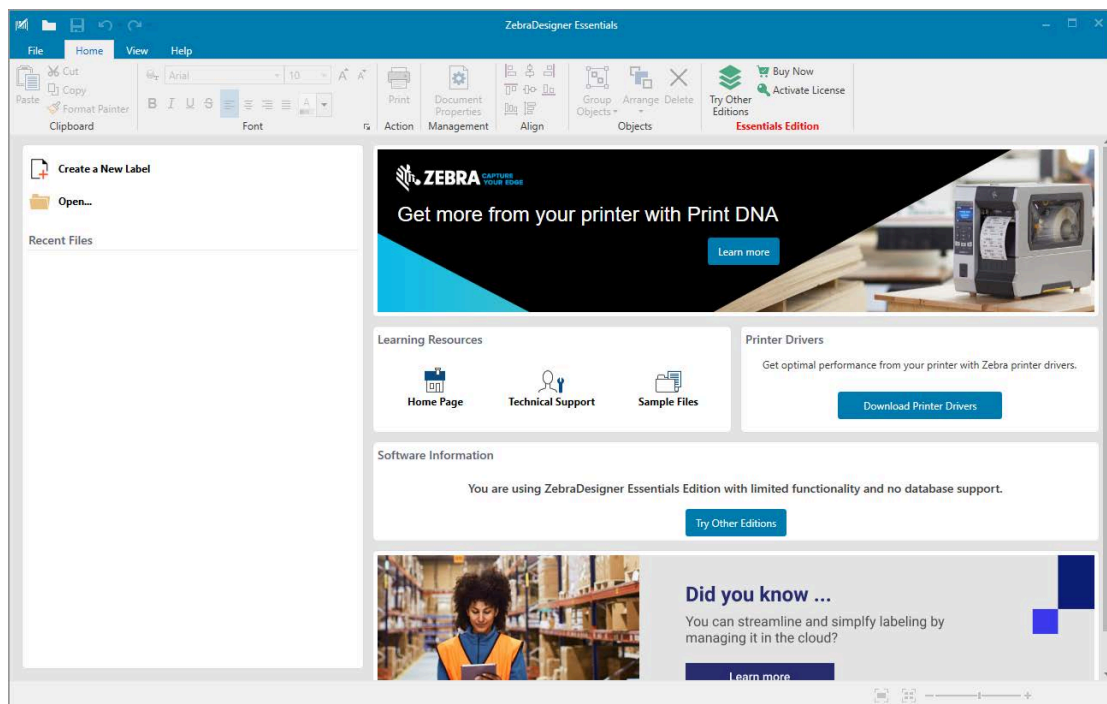 ZebraDesigner Essentials
File Home View Help
Paste
Cut
Copy
Format Painter
Clipboard
Arial 10
B I U S
Font
Print
Action
Document
Properties
Management
Align
Group
Objects
Arrange
Delete
Objects
Try Other
Editions
Buy Now
Activate License
Essentials Edition
Create a New Label
Open...
Recent Files
ZEBRA CAPTURE
YOUR EDGE
Get more from your printer with Print DNA
Learn more
Learning Resources
Home Page
Technical Support
Sample Files
Printer Drivers
Get optimal performance from your printer with Zebra printer drivers.
Download Printer Drivers
Software Information
You are using ZebraDesigner Essentials Edition with limited functionality and no database support.
Try Other Editions
Did you know ...
You can streamline and simplfy labeling by
managing it in the cloud?
Learn more